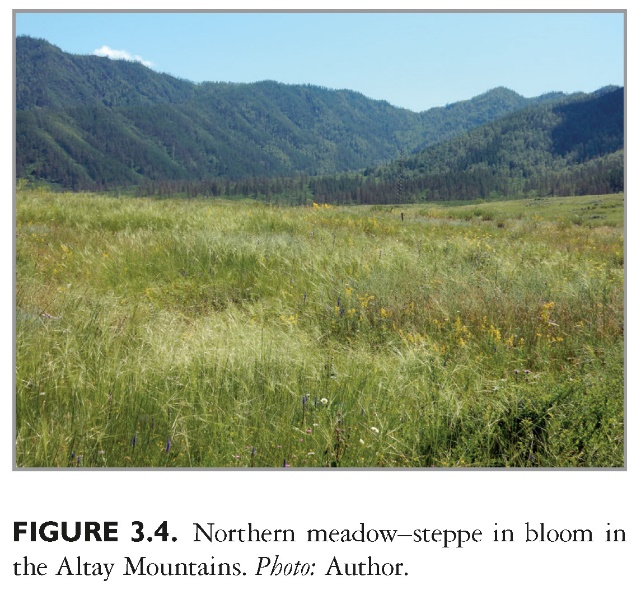 FIGURE 3.4. Northern meadow–steppe in bloom in
the Altay Mountains. Photo: Author.